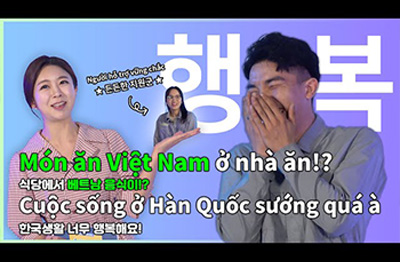 Người hỗ trợ vững chắc
★ 든든한 지원군 ★
행복
Món ăn Việt Nam ở nhà ăn!?
식당에서 베트남 음식이!?
Cuộc sống ở Hàn Quốc sướng quá à
한국생활 너무 행복해요!